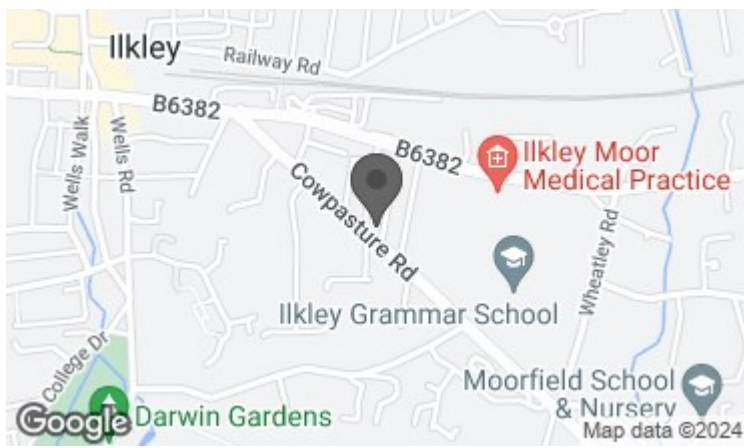 Ilkley
Railway Rd
B6382
Wells Walk
Wells Rd
B6382
Ilkley Moor
Medical Practice
Cowpasture Rd
Wheatley Rd
Ilkley Grammar School
College Dr
Moorfield School
& Nursery
Darwin Gardens
Google
Map data ©2024